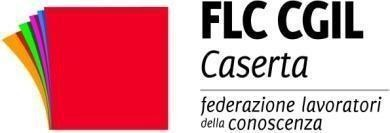 FLC CGIL
Caserta
federazione lavoratori
della conoscenza